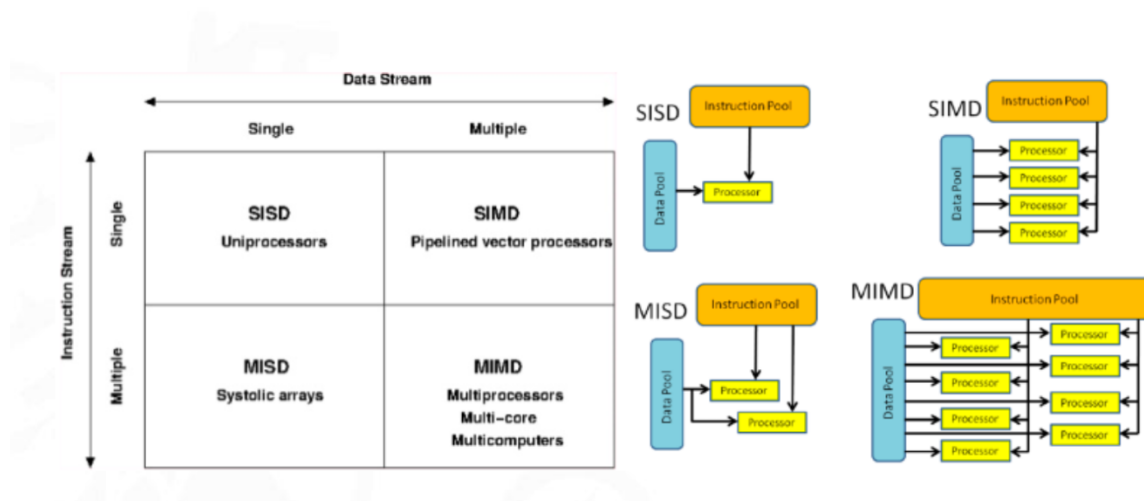 Data Stream
Single
Multiple
Instruction Stream
Single
SISD
Uniprocessors
SIMD
Pipelined vector processors
Multiple
MISD
Systolic arrays
MIMD
Multiprocessors
Multi-core
Multicomputers
SISD
Instruction Pool
Data Pool
Processor
SIMD
Instruction Pool
Data Pool
Processor
Processor
Processor
Processor
MISD
Instruction Pool
Data Pool
Processor
Processor
MIMD
Instruction Pool
Data Pool
Processor
Processor
Processor
Processor
Processor
Processor
Processor
Processor